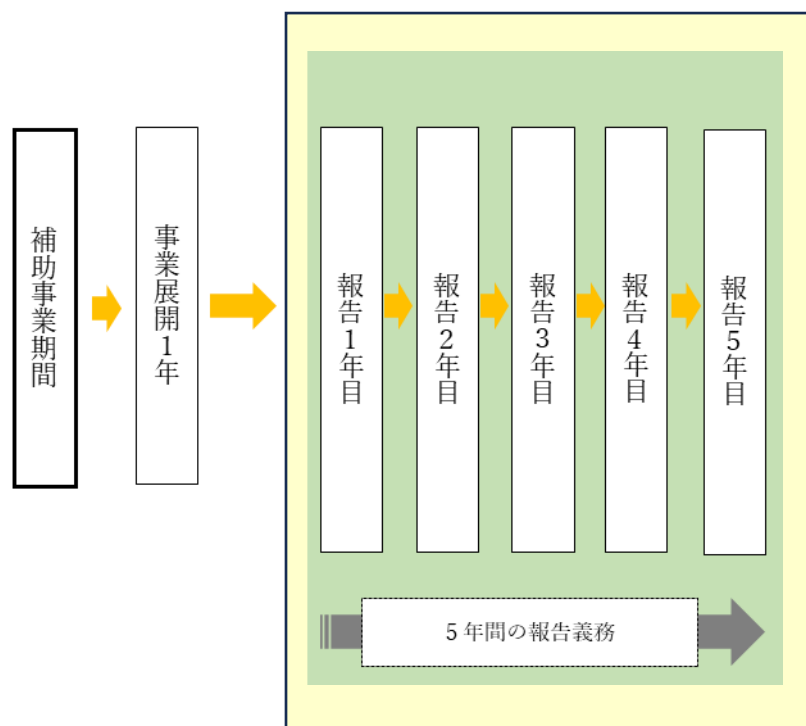 補助事業期間
事業展開1年
報告1年目
報告2年目
報告3年目
報告4年目
報告5年目
5年間の報告義務